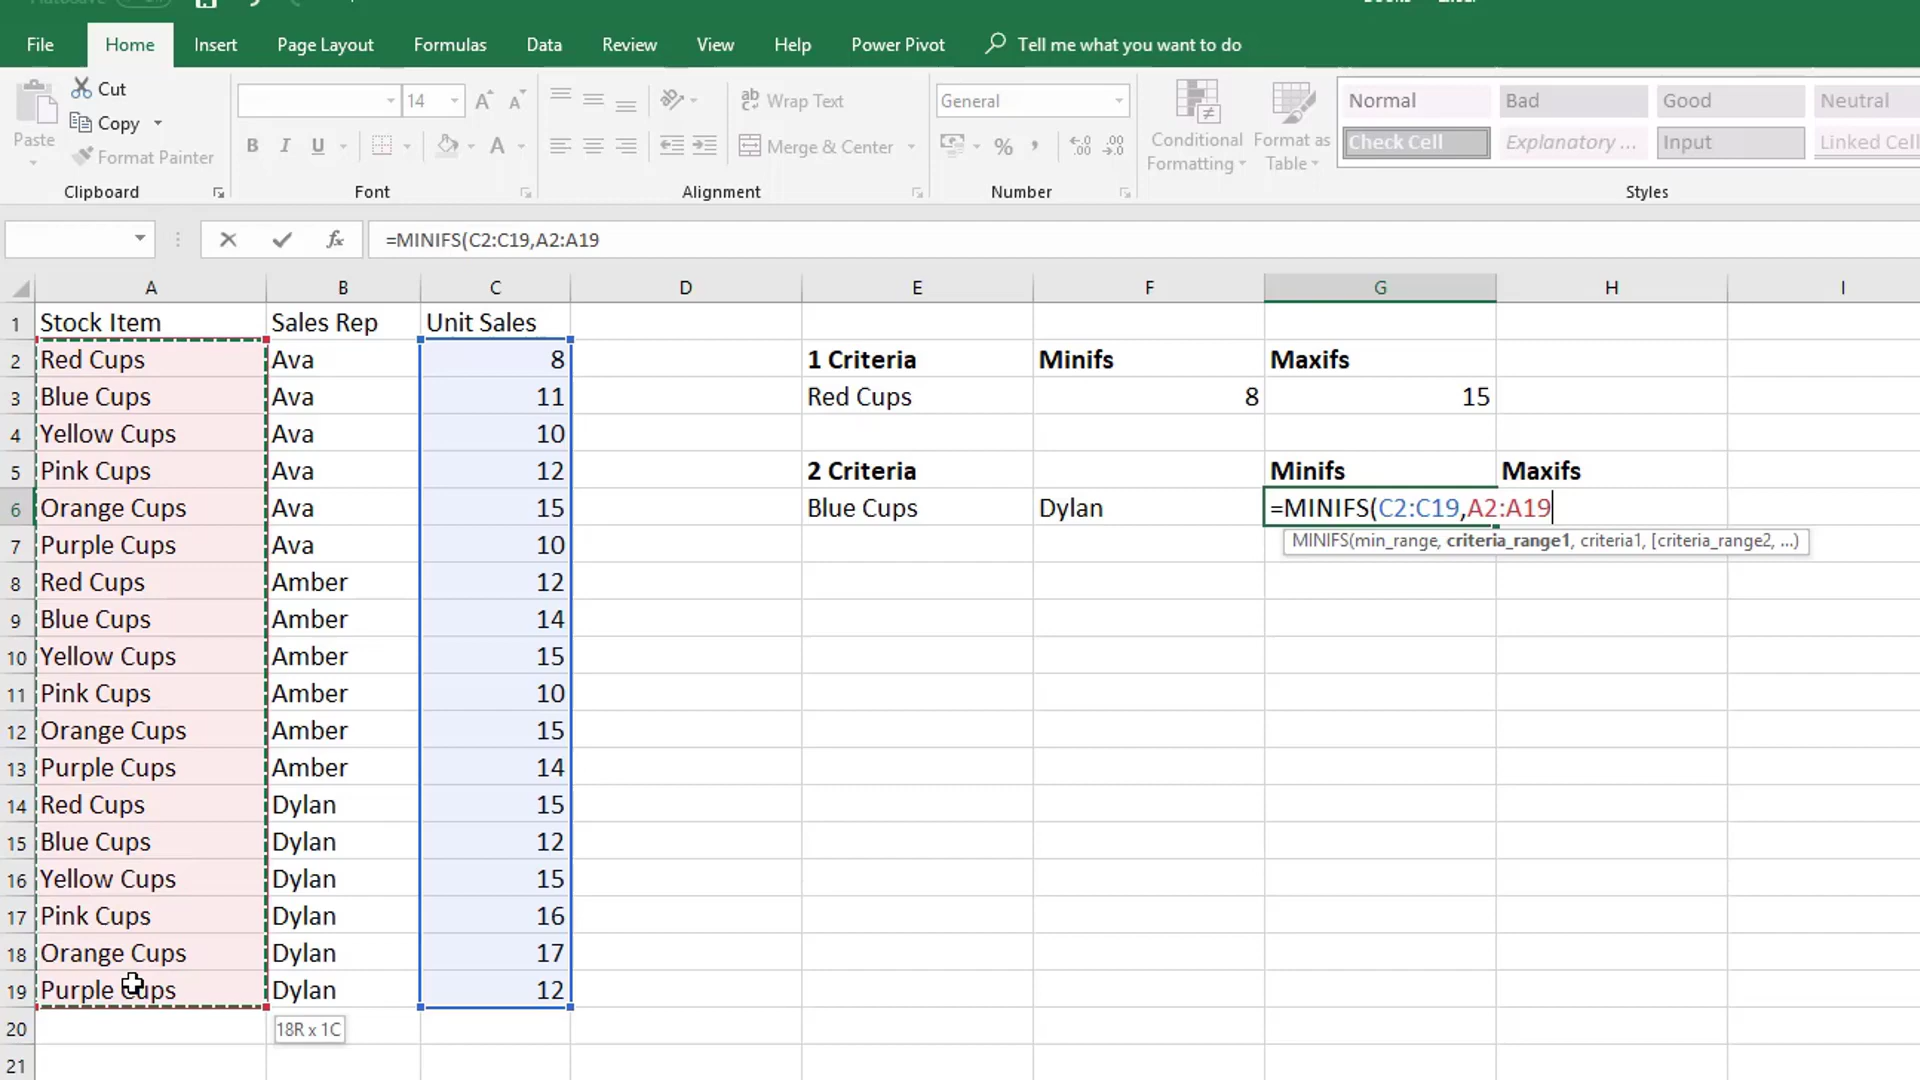 File Home Insert Page Layout Formulas Data Review View Help Power Pivot Tell me what you want to do
Paste
Cut
Copy
Format Painter
Clipboard
14
B I U
Font
Wrap Text
Merge & Center
Alignment
General
%
Number
Conditional Formatting
Format as Table
Normal Bad Good Neutral
Check Cell Explanatory ... Input Linked Cell
Styles
fx =MINIFS(C2:C19,A2:A19
A B C D E F G H I
1 Stock Item Sales Rep Unit Sales
2 Red Cups Ava 8 1 Criteria Minifs Maxifs
3 Blue Cups Ava 11 Red Cups 8 15
4 Yellow Cups Ava 10
5 Pink Cups Ava 12 2 Criteria Minifs Maxifs
6 Orange Cups Ava 15 Blue Cups Dylan =MINIFS(C2:C19,A2:A19
MINIFS(min_range, criteria_range1, criteria1, [criteria_range2, ...)
7 Purple Cups Ava 10
8 Red Cups Amber 12
9 Blue Cups Amber 14
10 Yellow Cups Amber 15
11 Pink Cups Amber 10
12 Orange Cups Amber 15
13 Purple Cups Amber 14
14 Red Cups Dylan 15
15 Blue Cups Dylan 12
16 Yellow Cups Dylan 15
17 Pink Cups Dylan 16
18 Orange Cups Dylan 17
19 Purple Cups Dylan 12
20 18R x 1C
21